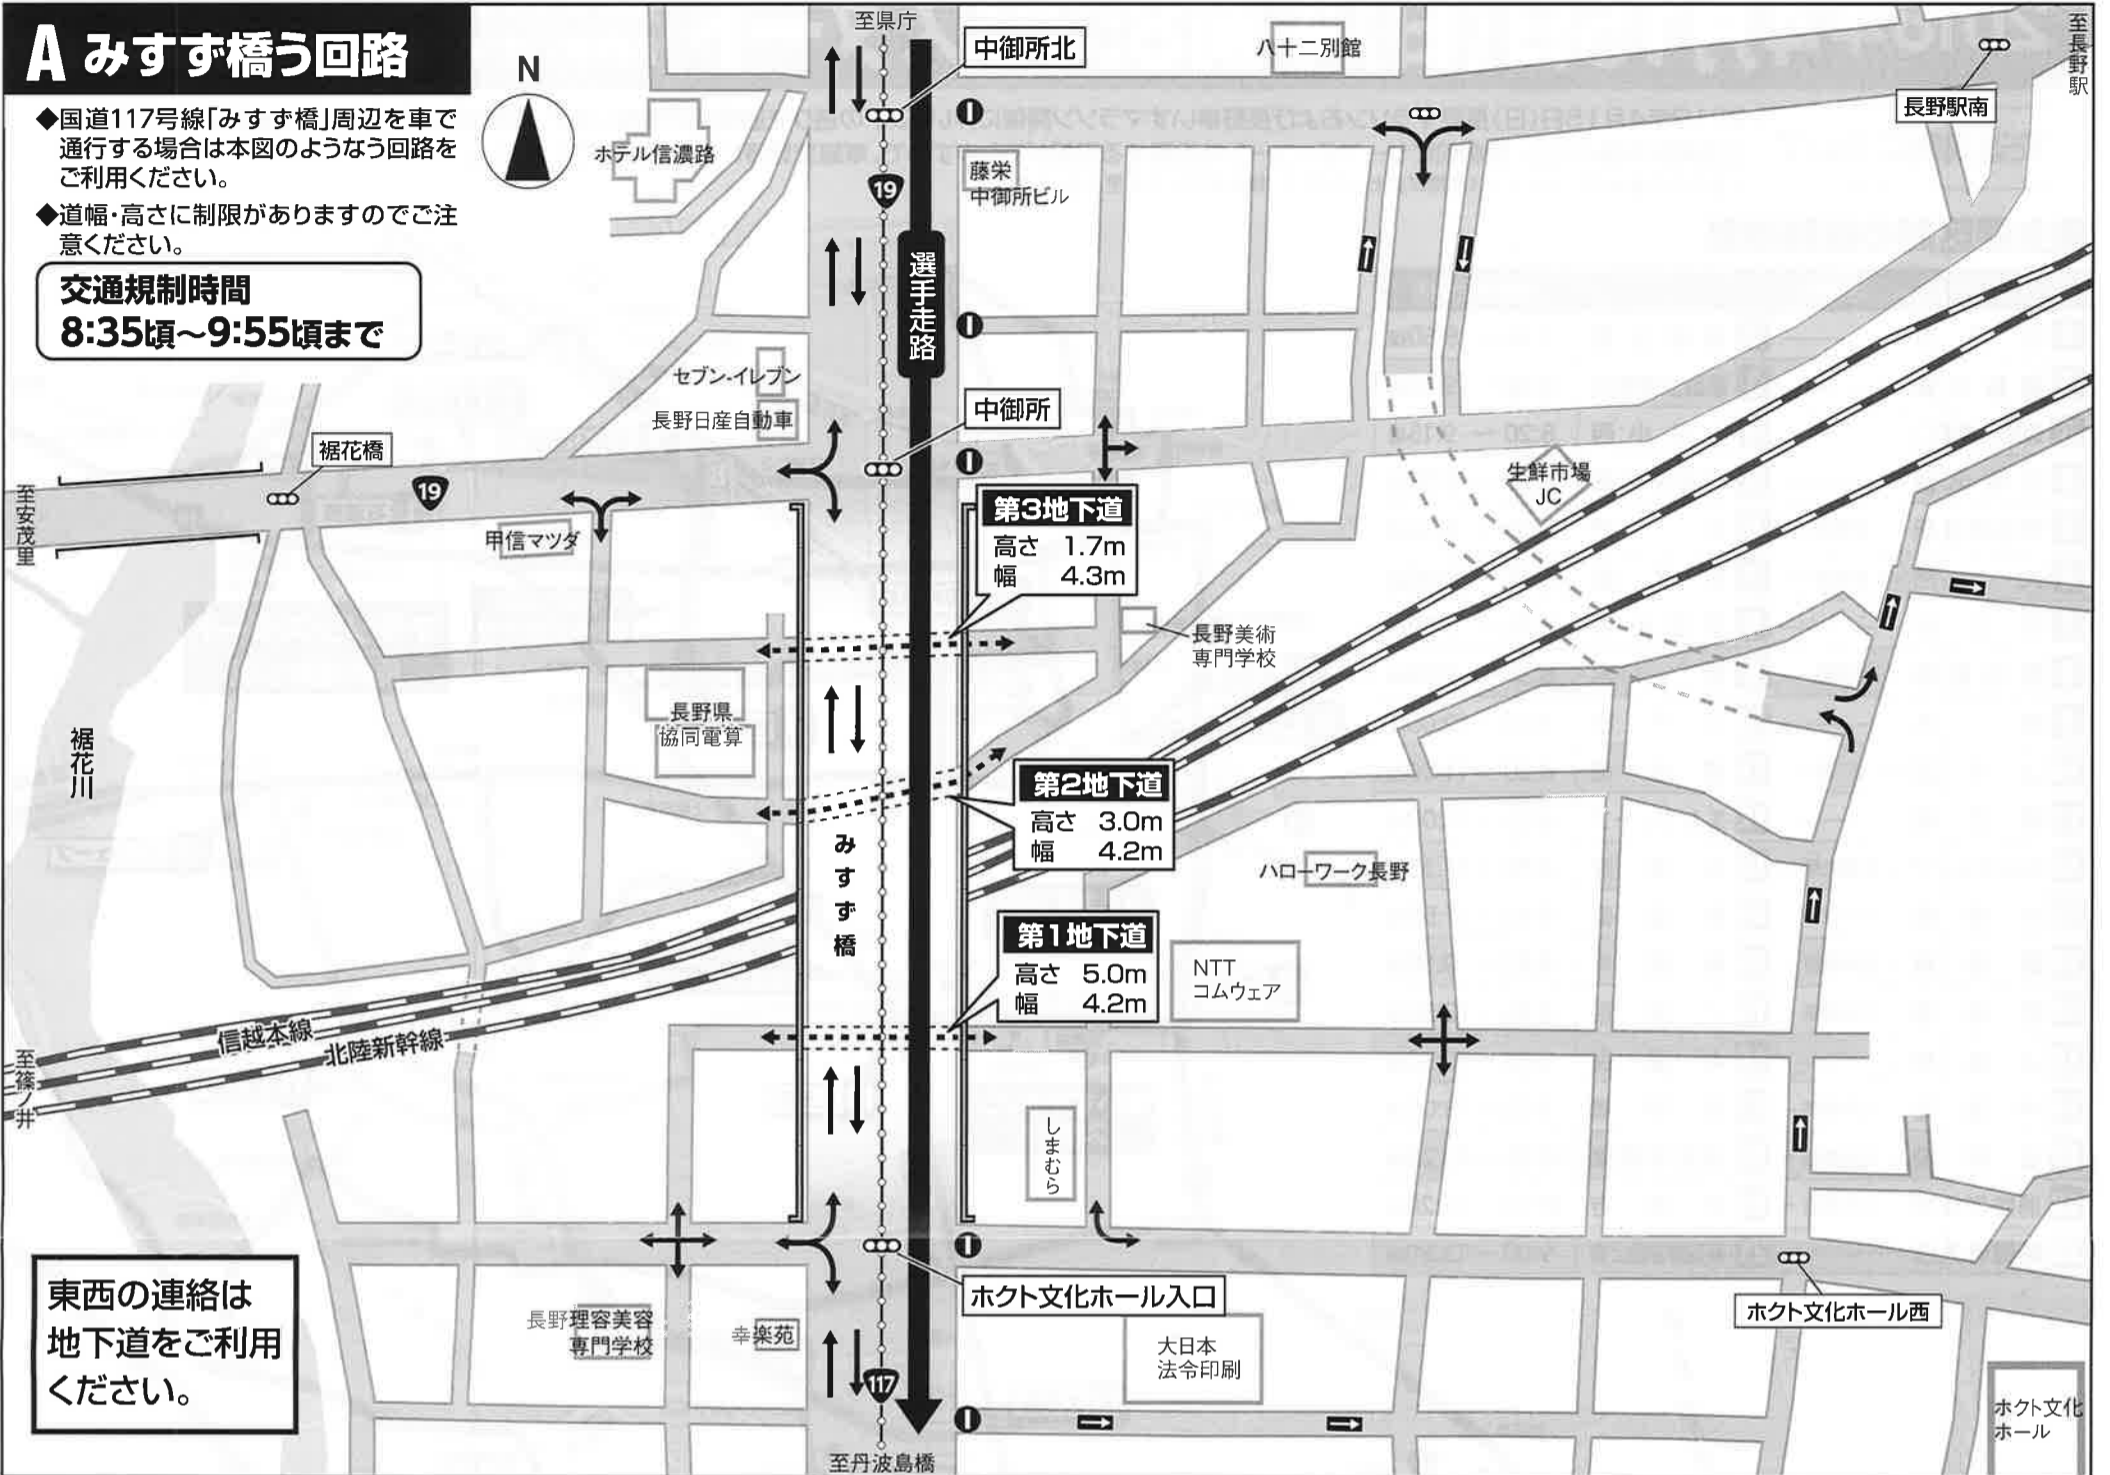 A みすず橋う回路
◆国道117号線「みすず橋」周辺を車で
通行する場合は本図のようなう回路を
ご利用ください。
◆道幅・高さに制限がありますのでご注
意ください。
交通規制時間
8:35頃～9:55頃まで
N
至県庁
中御所北
八十二別館
至長野駅
長野駅南
ホテル信濃路
藤栄
中御所ビル
19
選手走路
セブン-イレブン
長野日産自動車
中御所
裾花橋
19
至安茂里
甲信マツダ
生鮮市場
JC
第3地下道
高さ 1.7m
幅 4.3m
長野美術
専門学校
長野県
協同電算
裾花川
第2地下道
高さ 3.0m
幅 4.2m
みすず橋
ハローワーク長野
第1地下道
高さ 5.0m
幅 4.2m
NTT
コムウェア
信越本線
北陸新幹線
至篠ノ井
しまむら
東西の連絡は
地下道をご利用
ください。
長野理容美容
専門学校
幸楽苑
ホクト文化ホール入口
ホクト文化ホール西
大日本
法令印刷
117
ホクト文化
ホール
至丹波島橋